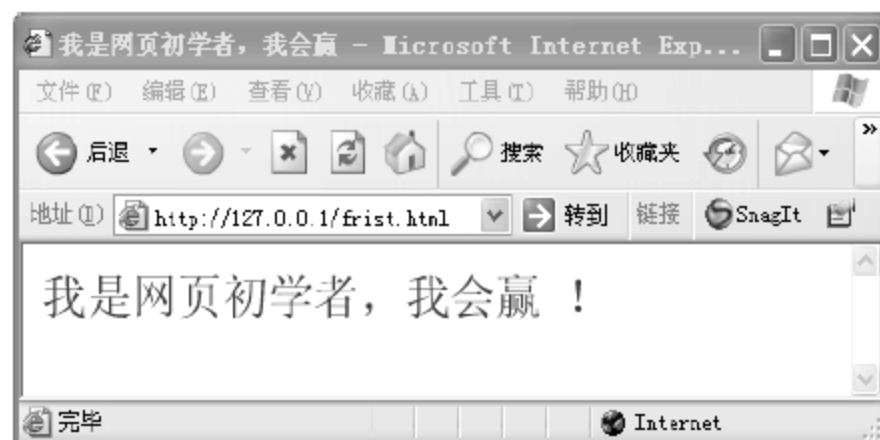 我是网页初学者，我会赢 - Microsoft Internet Exp...
文件(F) 编辑(E) 查看(V) 收藏(A) 工具(T) 帮助(H)
后退 搜索 收藏夹 »
地址(D) http://127.0.0.1/frist.html 转到 链接 SnagIt
我是网页初学者，我会赢 ！
完毕 Internet